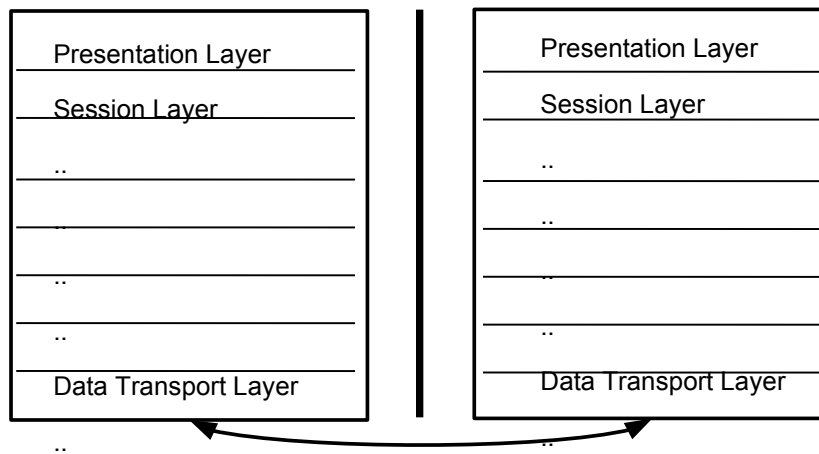 Presentation Layer
Session Layer
..
..
..
..
Data Transport Layer
..
Presentation Layer
Session Layer
..
..
..
..
Data Transport Layer
..